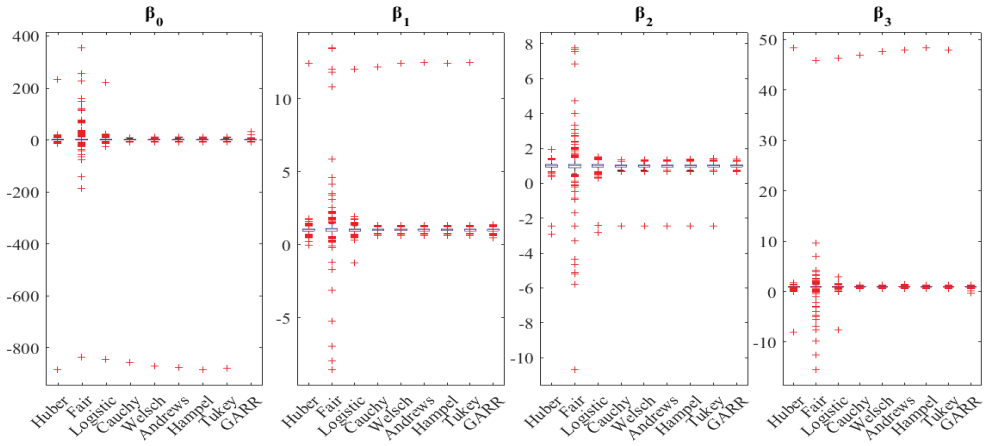 β0
β1
β2
β3
400
200
0
-200
-400
-600
-800
10
5
0
-5
8
6
4
2
0
-2
-4
-6
-8
-10
50
40
30
20
10
0
-10
Huber
Fair
Logistic
Cauchy
Welsch
Andrews
Hampel
Tukey
GARR
Huber
Fair
Logistic
Cauchy
Welsch
Andrews
Hampel
Tukey
GARR
Huber
Fair
Logistic
Cauchy
Welsch
Andrews
Hampel
Tukey
GARR
Huber
Fair
Logistic
Cauchy
Welsch
Andrews
Hampel
Tukey
GARR